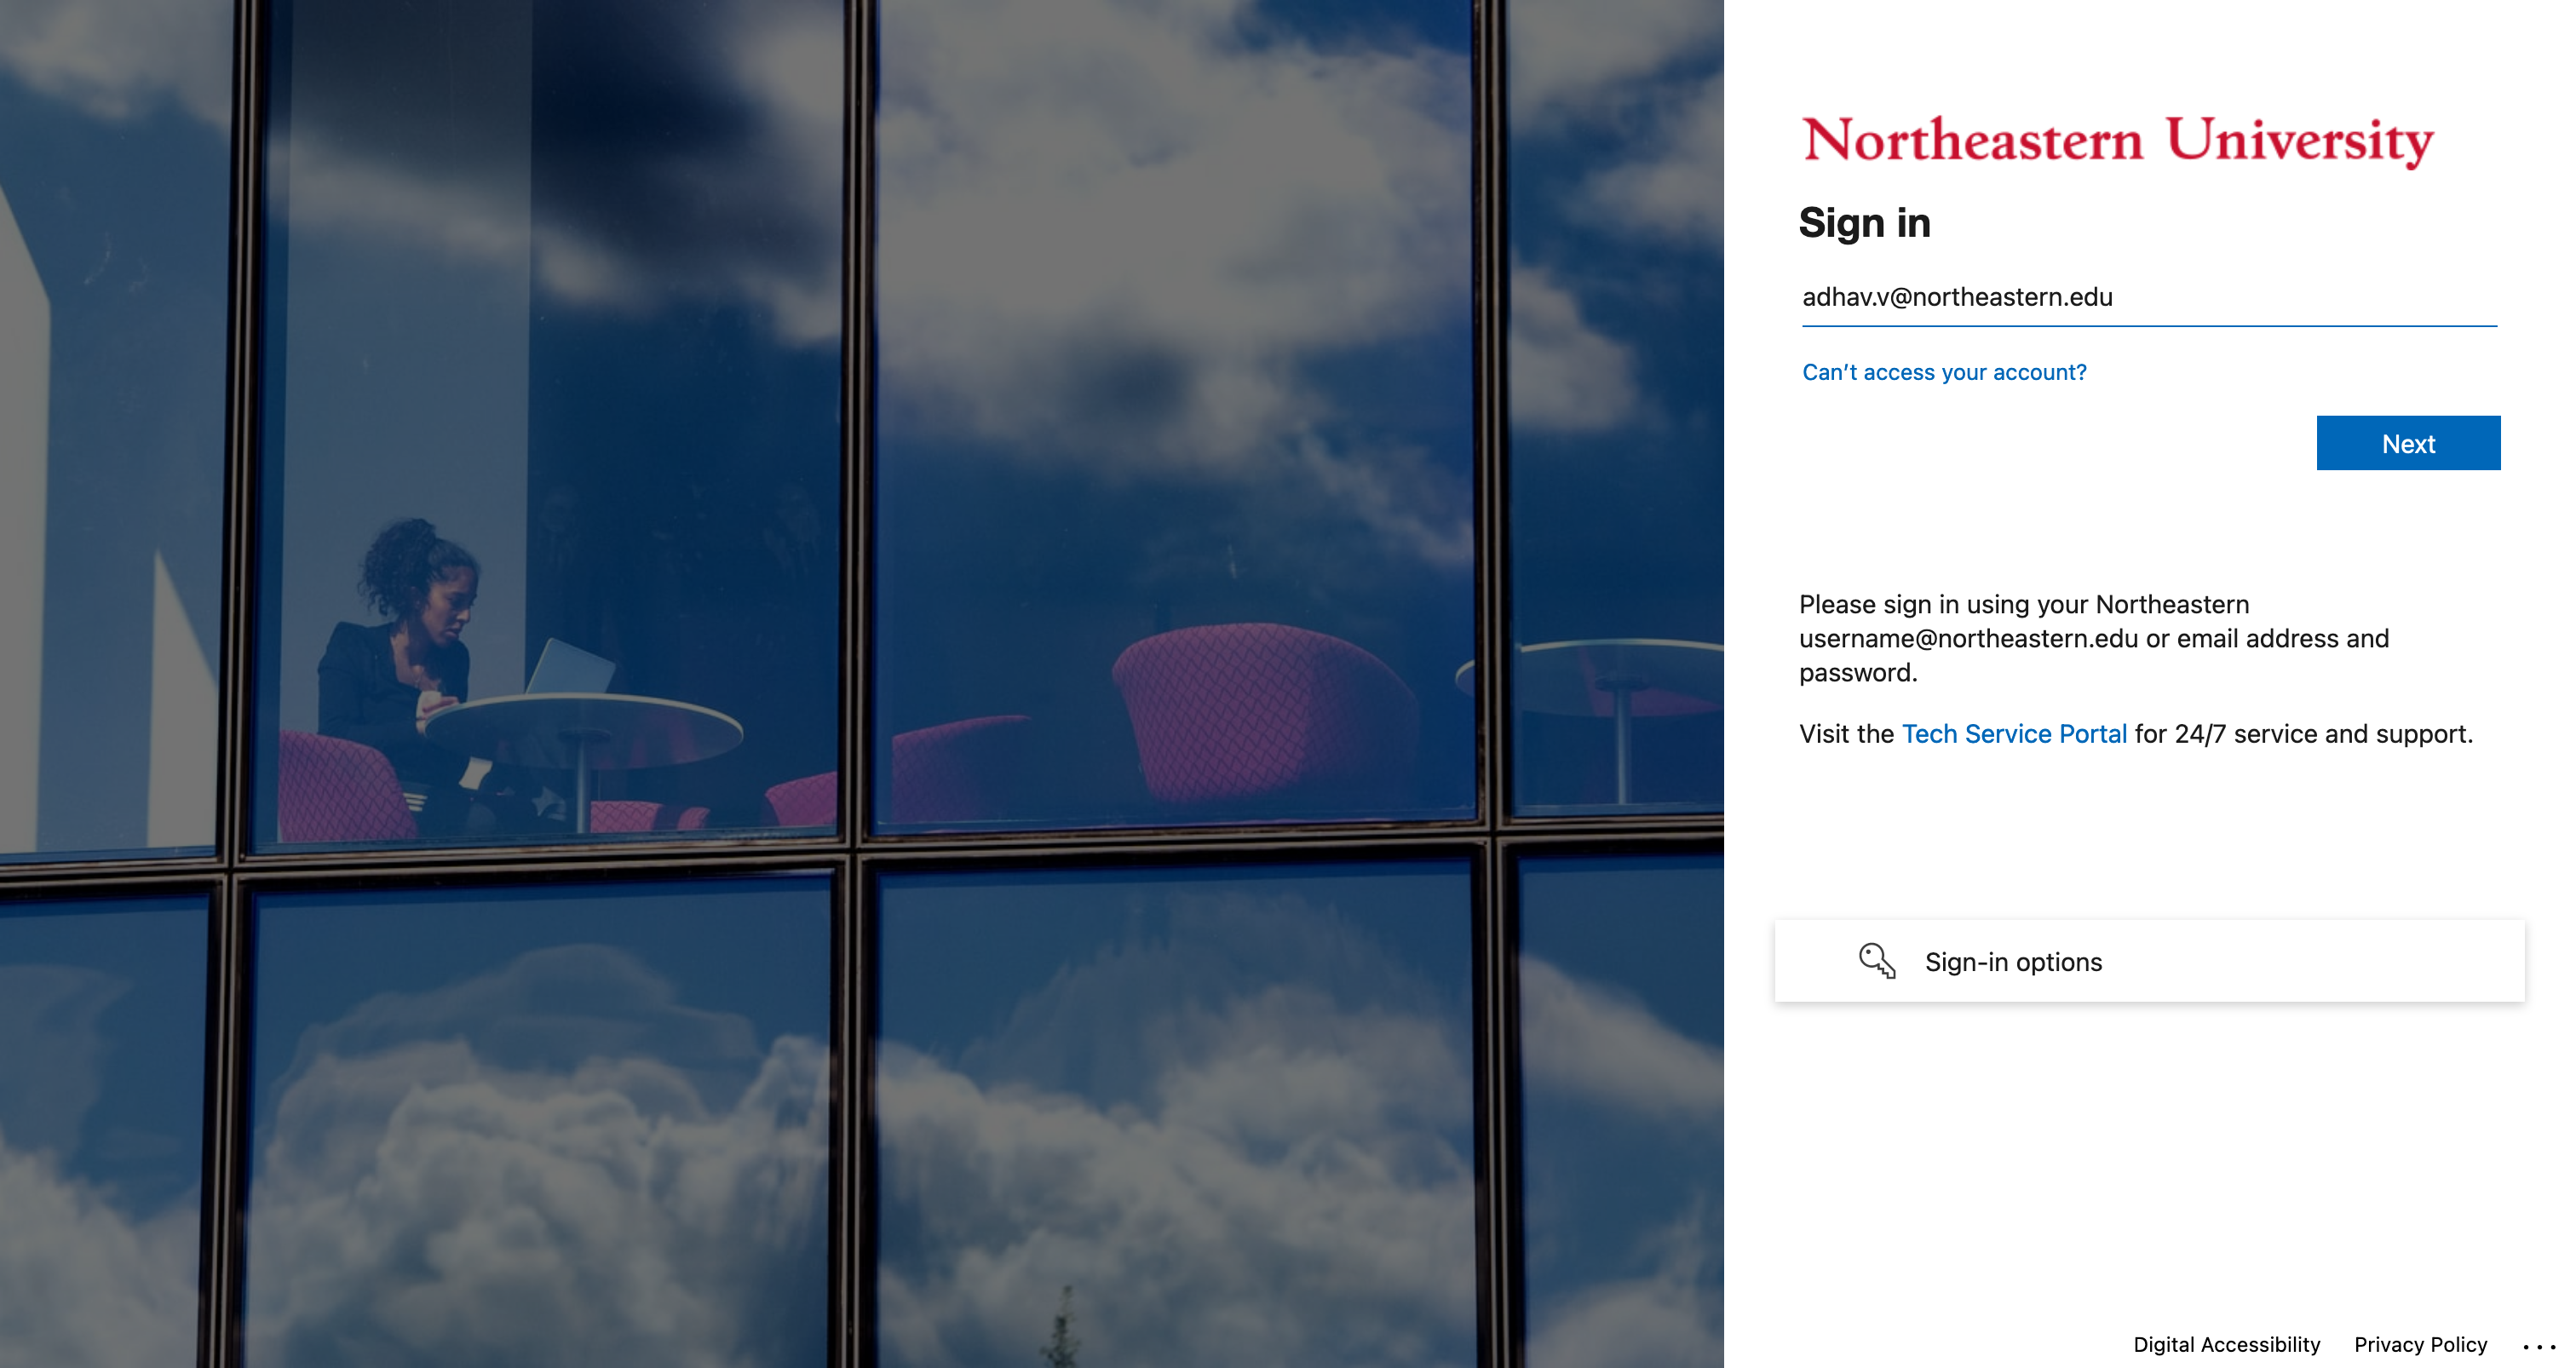 Northeastern University
Sign in
adhav.v@northeastern.edu
Can't access your account?
Next
Please sign in using your Northeastern
username@northeastern.edu or email address and
password.
Visit the Tech Service Portal for 24/7 service and support.
Sign-in options
Digital Accessibility Privacy Policy ...